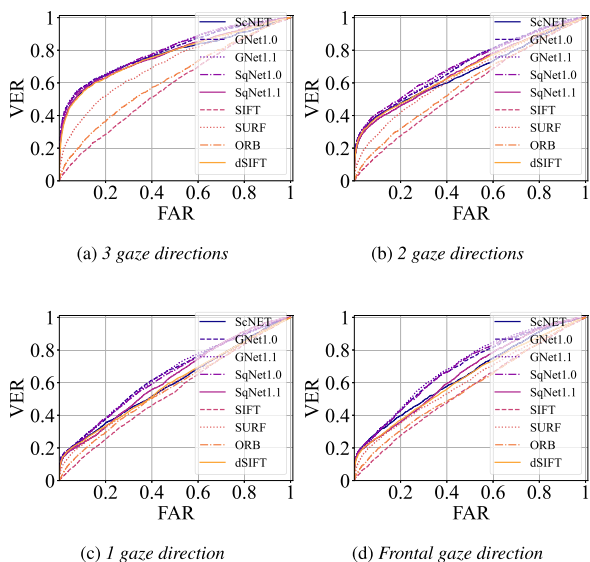 1
0.8
0.6
0.4
0.2
0
VER
0.2 0.4 0.6 0.8 1
FAR
ScNET
GNet1.0
GNet1.1
SqNet1.0
SqNet1.1
SIFT
SURF
ORB
dSIFT
(a) 3 gaze directions
1
0.8
0.6
0.4
0.2
0
VER
0.2 0.4 0.6 0.8 1
FAR
ScNET
GNet1.0
GNet1.1
SqNet1.0
SqNet1.1
SIFT
SURF
ORB
dSIFT
(b) 2 gaze directions
1
0.8
0.6
0.4
0.2
0
VER
0.2 0.4 0.6 0.8 1
FAR
ScNET
GNet1.0
GNet1.1
SqNet1.0
SqNet1.1
SIFT
SURF
ORB
dSIFT
(c) 1 gaze direction
1
0.8
0.6
0.4
0.2
0
VER
0.2 0.4 0.6 0.8 1
FAR
ScNET
GNet1.0
GNet1.1
SqNet1.0
SqNet1.1
SIFT
SURF
ORB
dSIFT
(d) Frontal gaze direction